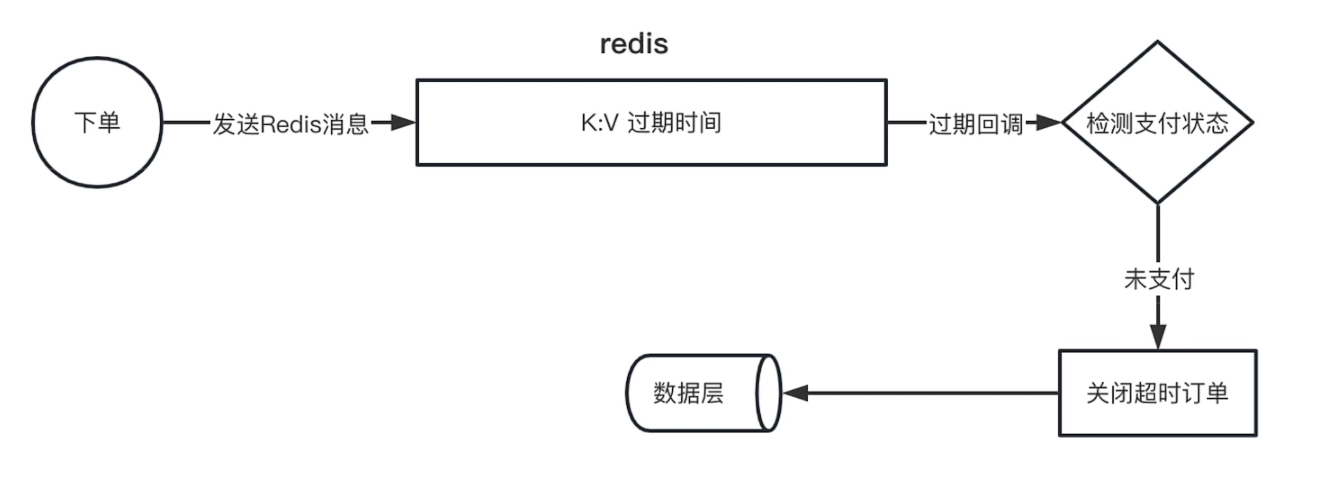 redis
下单
发送Redis消息
K:V 过期时间
过期回调
检测支付状态
未支付
关闭超时订单
数据层